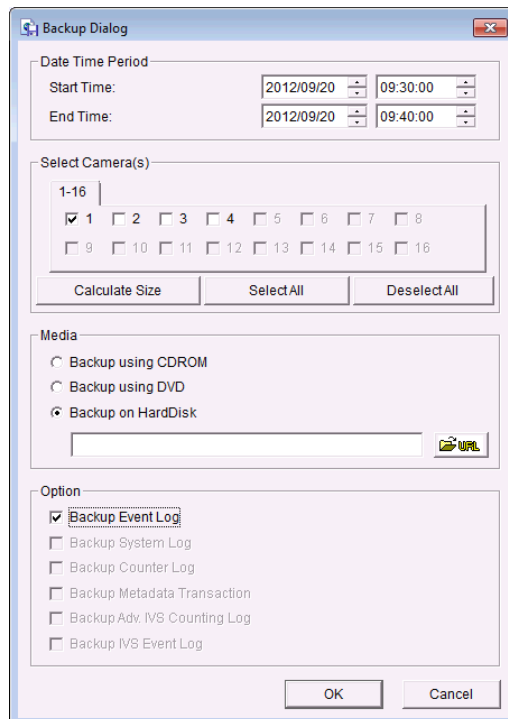 Backup Dialog
Date Time Period
Start Time: 2012/09/20 09:30:00
End Time: 2012/09/20 09:40:00
Select Camera(s)
1-16
1 2 3 4 5 6 7 8
9 10 11 12 13 14 15 16
Calculate Size SelectAll DeselectAll
Media
Backup using CDROM
Backup using DVD
Backup on HardDisk
URL
Option
Backup Event Log
Backup System Log
Backup Counter Log
Backup Metadata Transaction
Backup Adv. IVS Counting Log
Backup IVS Event Log
OK Cancel